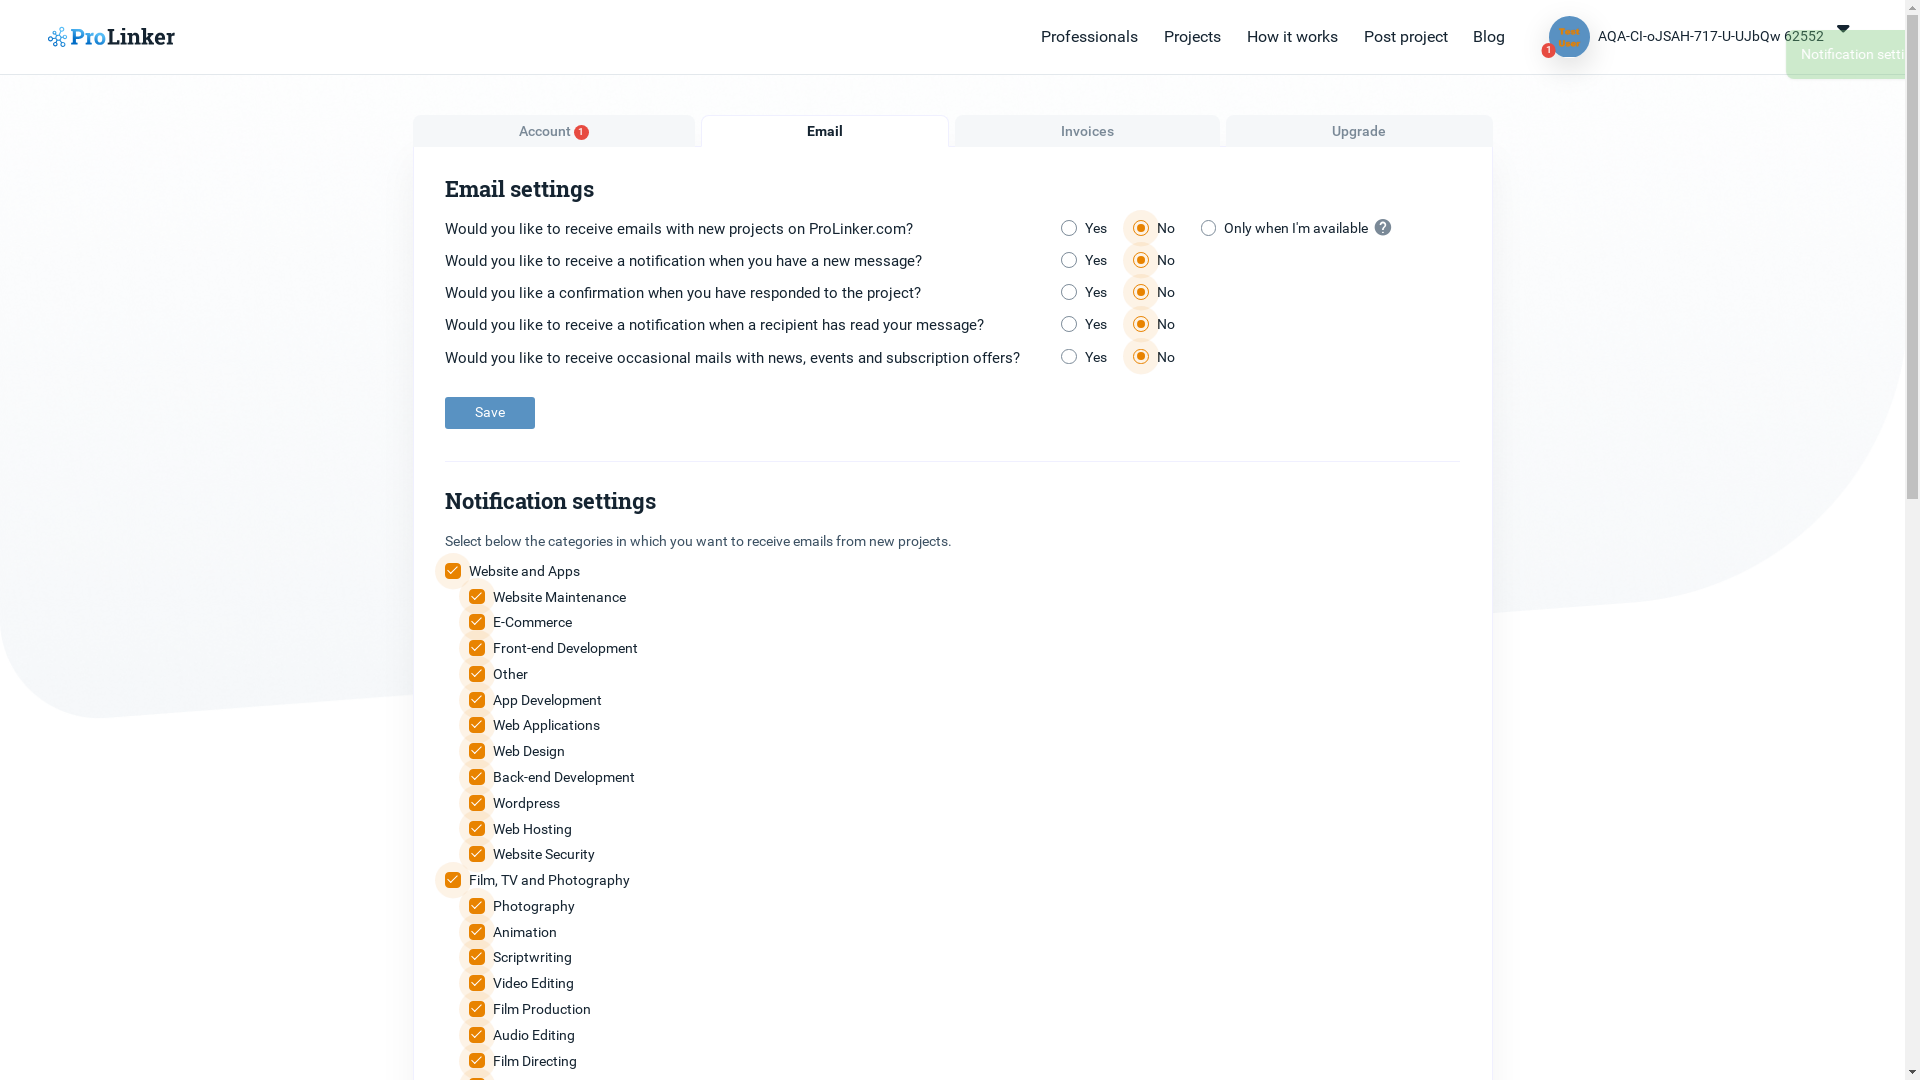 ProLinker
Professionals
Projects
How it works
Post project
Blog
Test
User
1
AQA-CI-oJSAH-717-U-UJbQw 62552
Notification setti
Account 1
Email
Invoices
Upgrade
Email settings
Would you like to receive emails with new projects on ProLinker.com? Yes No Only when I'm available ?
Would you like to receive a notification when you have a new message? Yes No
Would you like a confirmation when you have responded to the project? Yes No
Would you like to receive a notification when a recipient has read your message? Yes No
Would you like to receive occasional mails with news, events and subscription offers? Yes No
Save
Notification settings
Select below the categories in which you want to receive emails from new projects.
Website and Apps
Website Maintenance
E-Commerce
Front-end Development
Other
App Development
Web Applications
Web Design
Back-end Development
Wordpress
Web Hosting
Website Security
Film, TV and Photography
Photography
Animation
Scriptwriting
Video Editing
Film Production
Audio Editing
Film Directing